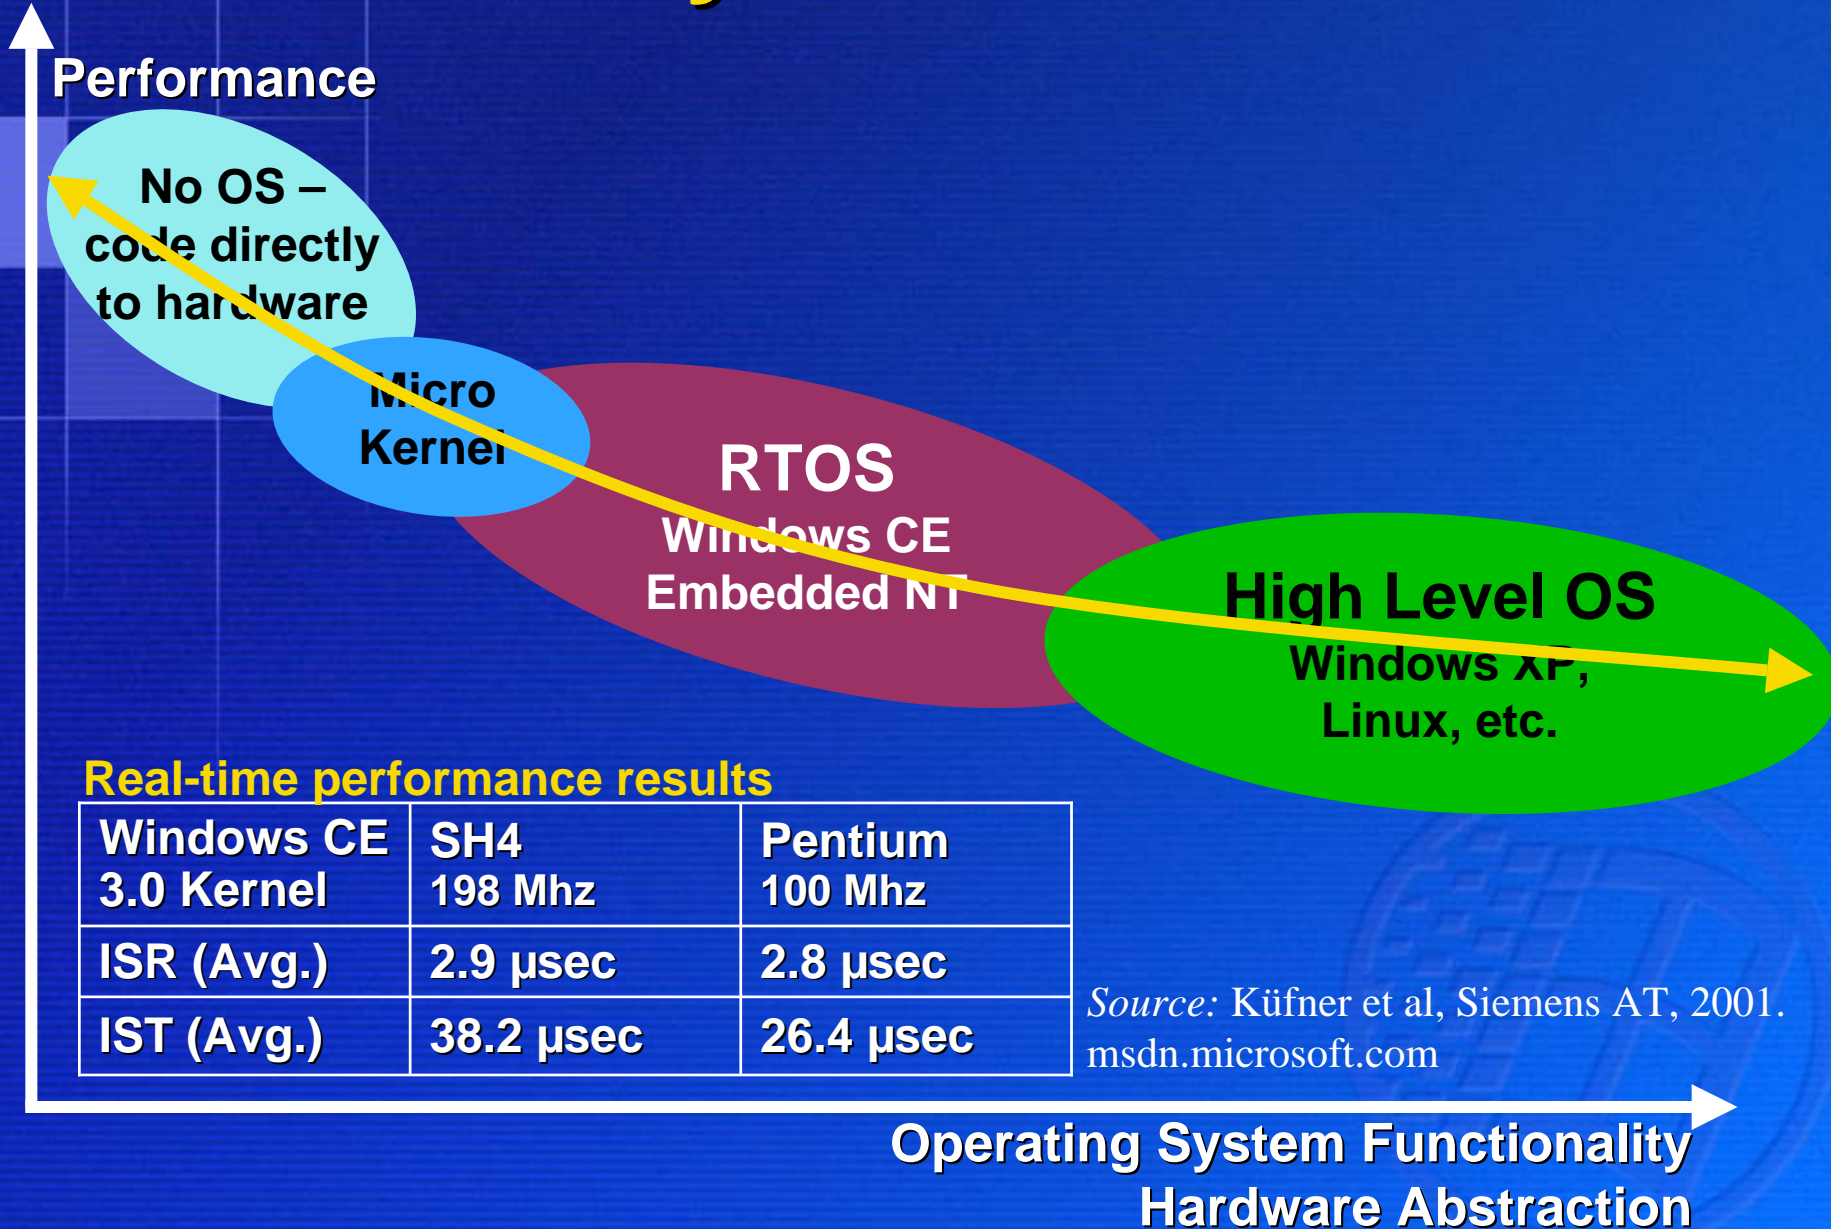 Performance
No OS –
code directly
to hardware
Micro
Kernel
RTOS
Windows CE
Embedded NT
High Level OS
Windows XP,
Linux, etc.
Real-time performance results
Windows CE 3.0 Kernel
SH4 198 Mhz
Pentium 100 Mhz
ISR (Avg.)
2.9 µsec
2.8 µsec
IST (Avg.)
38.2 µsec
26.4 µsec
Source: Küfner et al, Siemens AT, 2001.
msdn.microsoft.com
Operating System Functionality
Hardware Abstraction